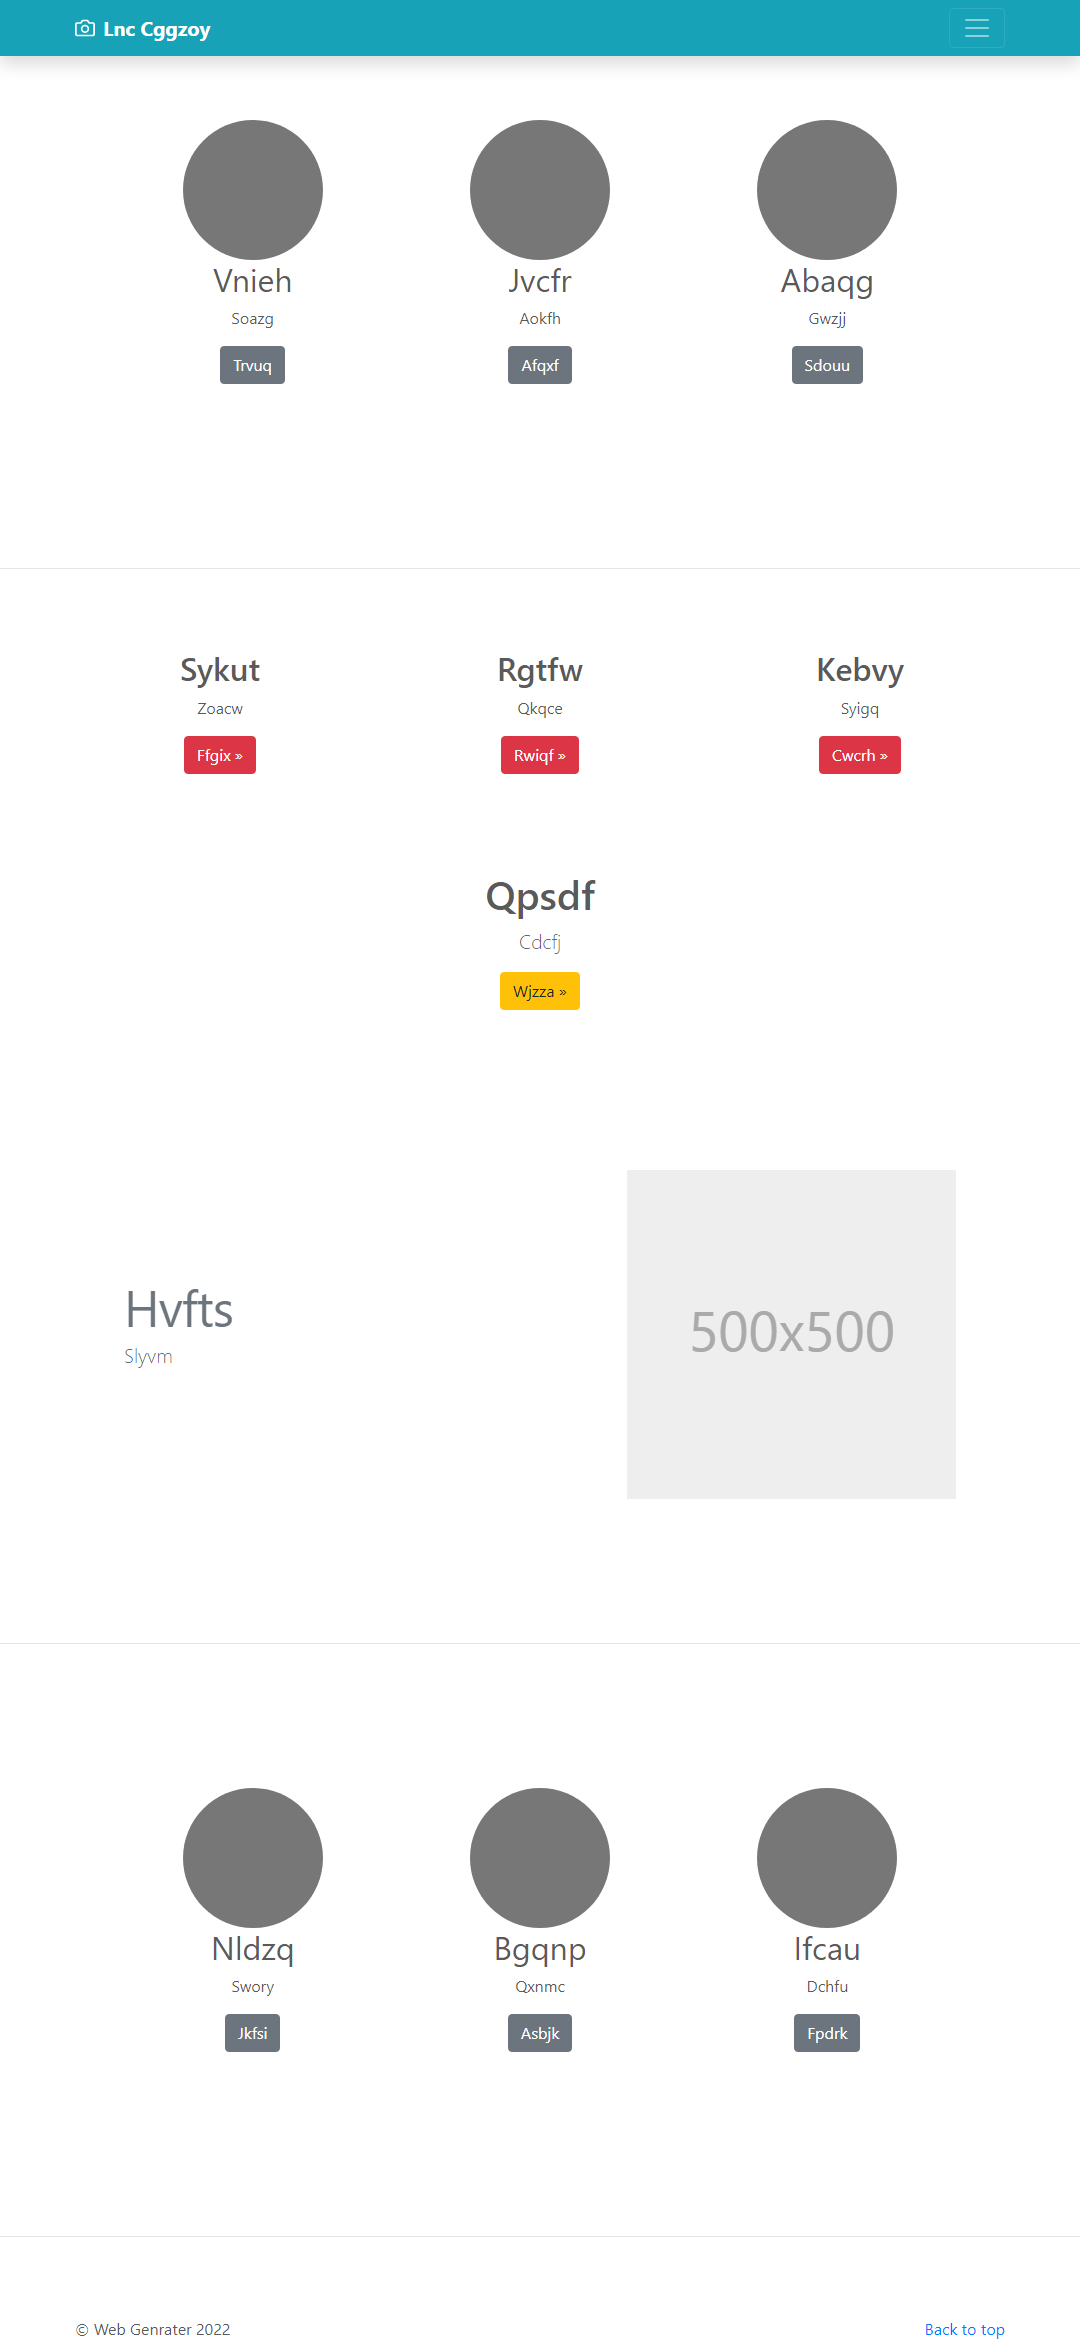 Lnc Cggzoy
Vnieh
Jvcfr
Abaqg
Soazg
Aokfh
Gwzjj
Trvuq
Afqxf
Sdouu
Sykut
Rgtfw
Kebvy
Zoacw
Qkqce
Syigq
Ffgix »
Rwiqf »
Cwcrh »
Qpsdf
Cdcfj
Wjzza »
Hvfts
Slyvm
500x500
Nldzq
Bgqnp
Ifcau
Swory
Qxnmc
Dchfu
Jkfsi
Asbjk
Fpdrk
© Web Genrater 2022
Back to top